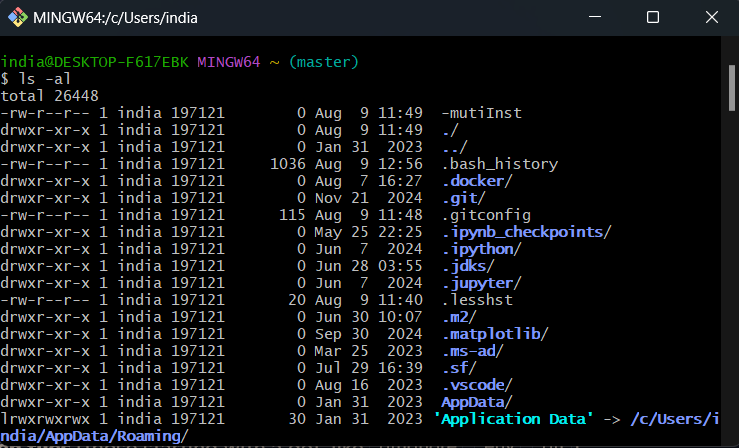 MINGW64:/c/Users/india
india@DESKTOP-F617EBK MINGW64 ~ (master)
$ ls -al
total 26448
-rw-r--r-- 1 india 197121        0 Aug  9 11:49  -mutiInst
drwxr-xr-x 1 india 197121        0 Aug  9 11:49  ./
drwxr-xr-x 1 india 197121        0 Jan 31  2023  ../
-rw-r--r-- 1 india 197121     1036 Aug  9 12:56  .bash_history
drwxr-xr-x 1 india 197121        0 Aug  7 16:27  .docker/
drwxr-xr-x 1 india 197121        0 Nov 21  2024  .git/
-rw-r--r-- 1 india 197121      115 Aug  9 11:48  .gitconfig
drwxr-xr-x 1 india 197121        0 May 25 22:25  .ipynb_checkpoints/
drwxr-xr-x 1 india 197121        0 Jun  7  2024  .ipython/
drwxr-xr-x 1 india 197121        0 Jun 28 03:55  .jdks/
drwxr-xr-x 1 india 197121        0 Jun  7  2024  .jupyter/
-rw-r--r-- 1 india 197121       20 Aug  9 11:40  .lesshst
drwxr-xr-x 1 india 197121        0 Jun 30 10:07  .m2/
drwxr-xr-x 1 india 197121        0 Sep 30  2024  .matplotlib/
drwxr-xr-x 1 india 197121        0 Mar 25  2023  .ms-ad/
drwxr-xr-x 1 india 197121        0 Jul 29 16:39  .sf/
drwxr-xr-x 1 india 197121        0 Aug 16  2023  .vscode/
drwxr-xr-x 1 india 197121        0 Jan 31  2023  AppData/
lrwxrwxrwx 1 india 197121       30 Jan 31  2023 'Application Data' -> /c/Users/i
ndia/AppData/Roaming/